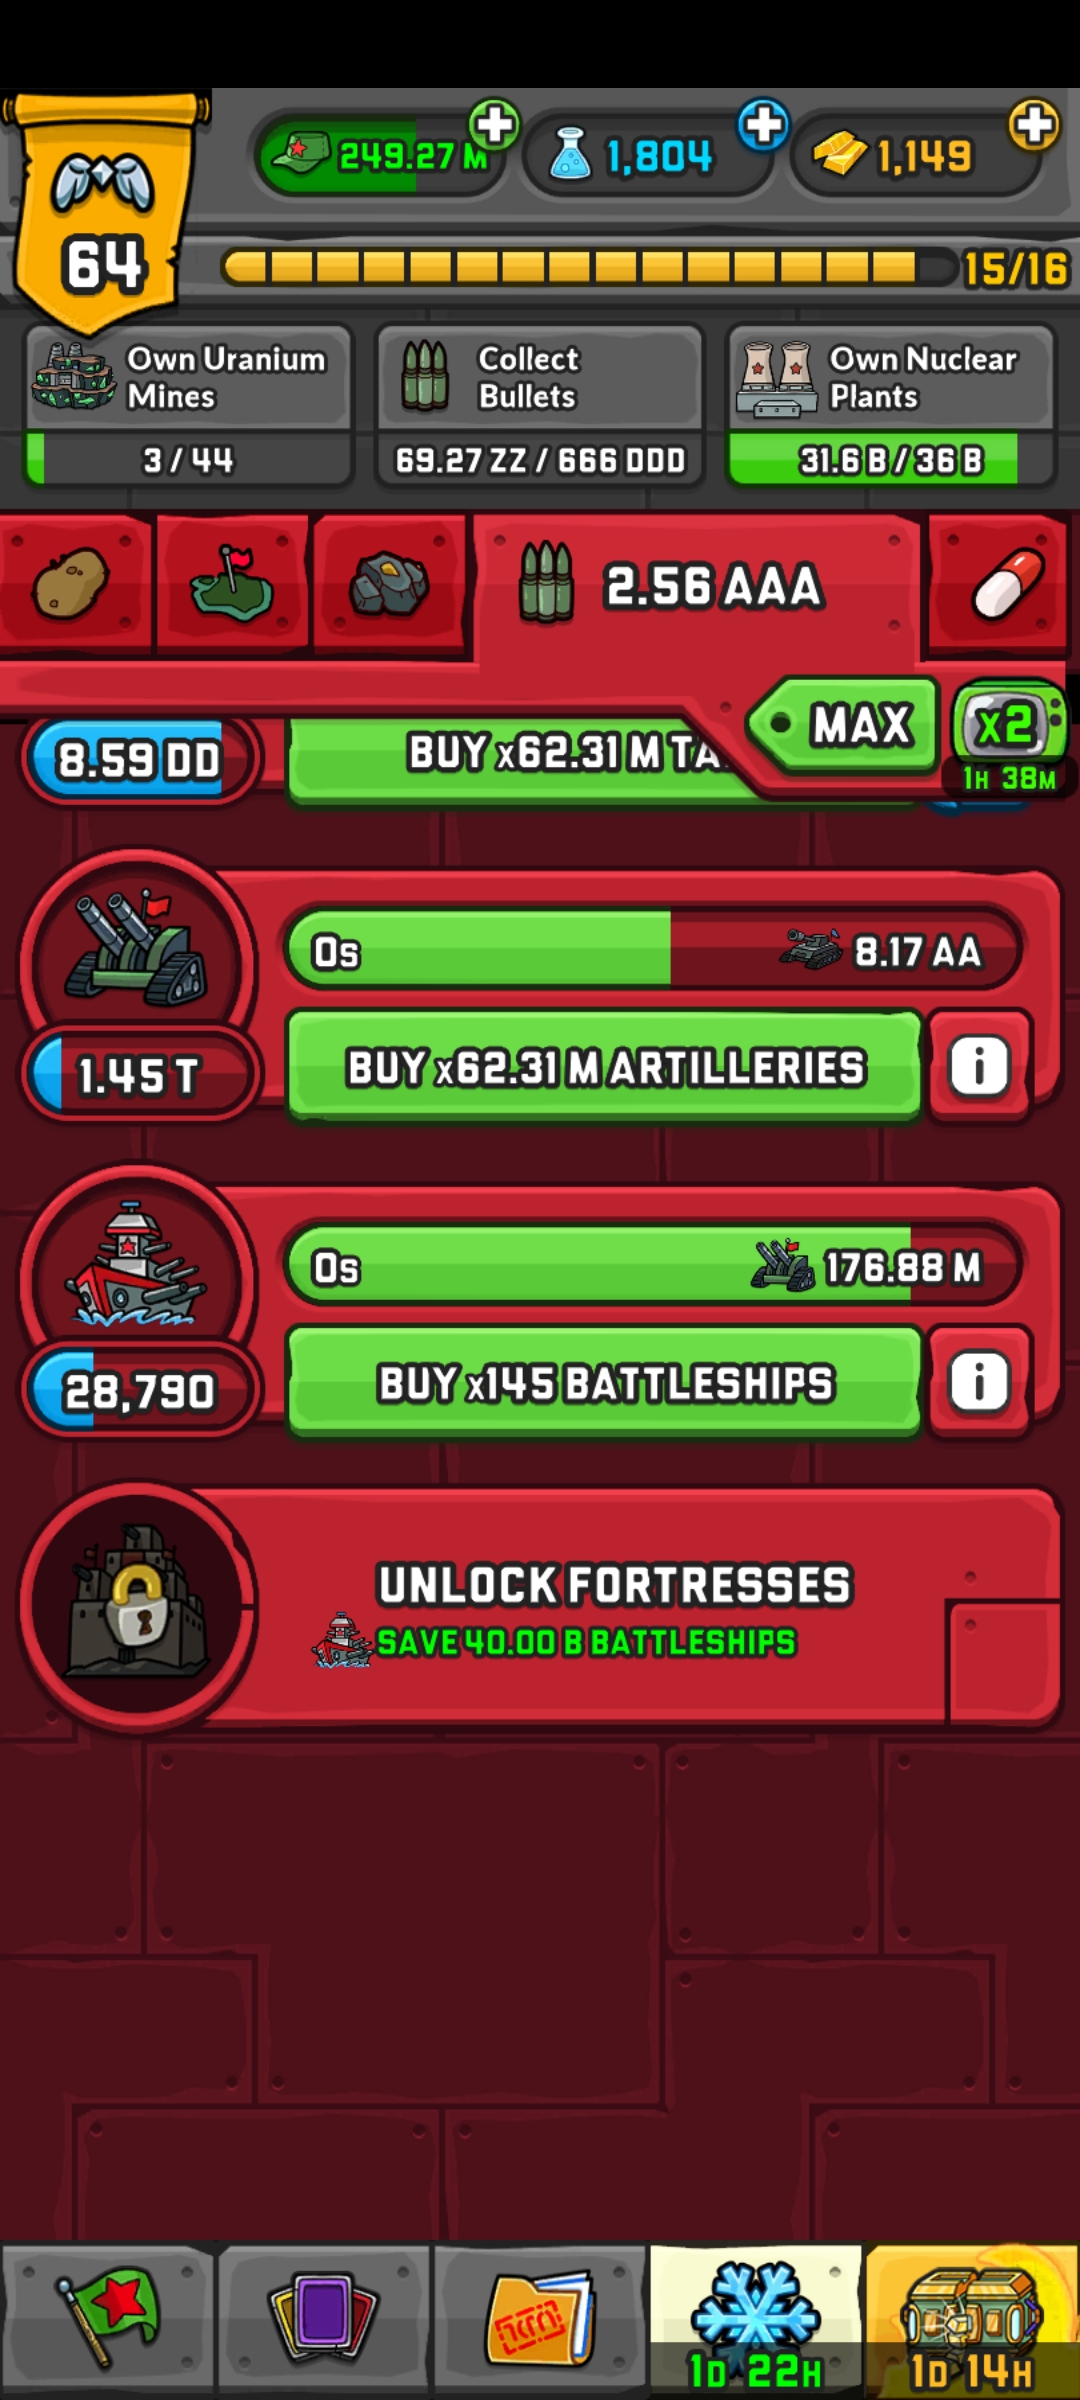 249.27 M
1,804
1,149
64
15/16
Own Uranium
Mines
Collect
Bullets
Own Nuclear
Plants
3 / 44
69.27 ZZ / 666 DDD
31.6 B / 36 B
2.56 AAA
MAX
x2
1H 38M
8.59 DD
BUY x62.31 M TA
0s
8.17 AA
1.45 T
BUY x62.31 M ARTILLERIES
i
0s
176.88 M
28,790
BUY x145 BATTLESHIPS
i
UNLOCK FORTRESSES
SAVE 40.00 B BATTLESHIPS
1D 22H
1D 14H